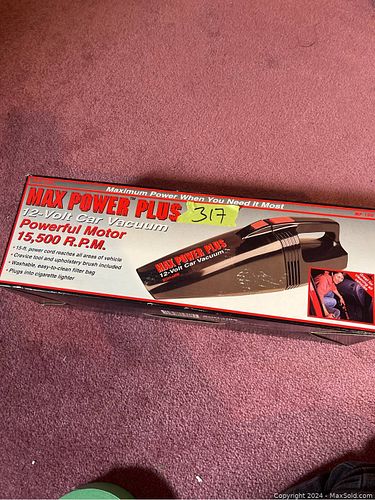 Maximum Power When You Need It Most
MAX POWER PLUS™
317
12-Volt Car Vacuum
Powerful Motor
15,500 R.P.M.
• 15-ft. power cord reaches all areas of vehicle
• Crevice tool and upholstery brush included
• Washable, easy-to-clean filter bag
• Plugs into cigarette lighter
MAX POWER PLUS
12-Volt Car Vacuum
Copyright © 2024 - MaxSold.com